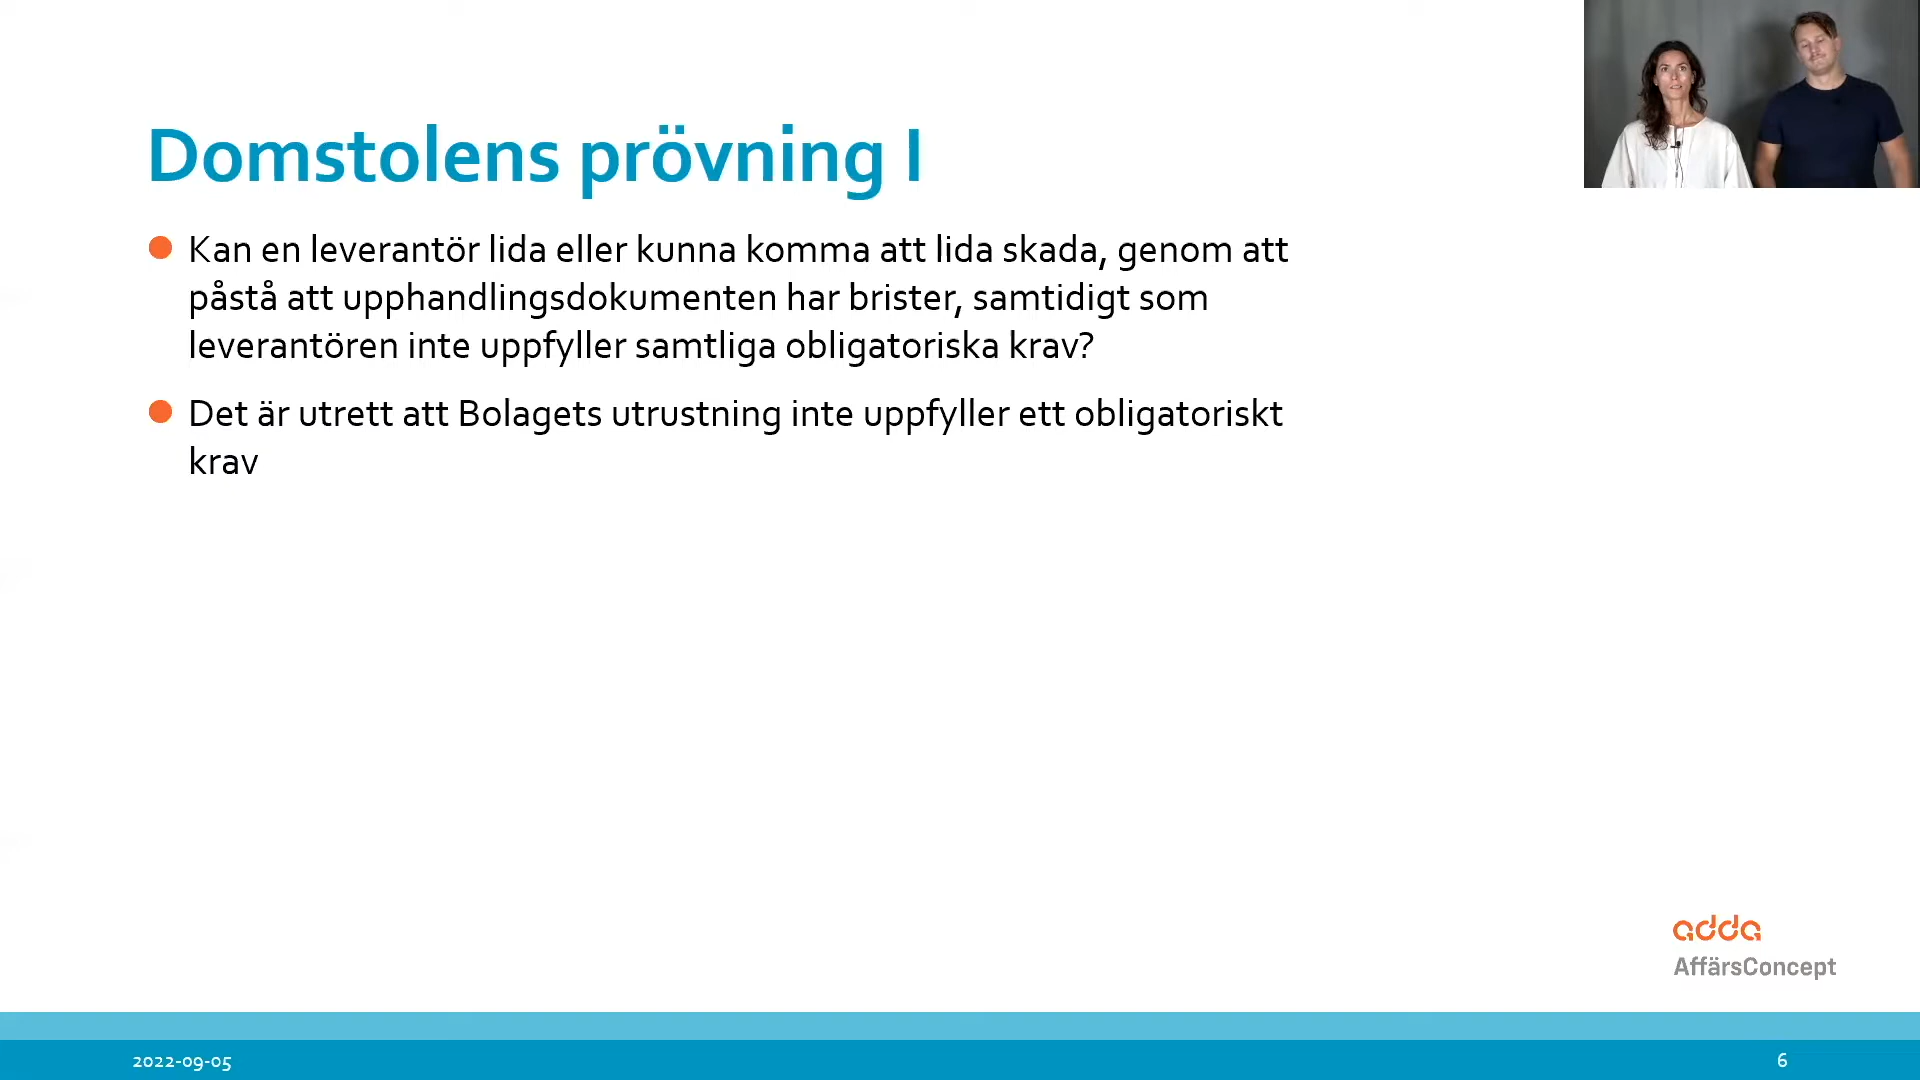 Domstolens prövning I
Kan en leverantör lida eller kunna komma att lida skada, genom att
påstå att upphandlingsdokumenten har brister, samtidigt som
leverantören inte uppfyller samtliga obligatoriska krav?
Det är utrett att Bolagets utrustning inte uppfyller ett obligatoriskt
krav
adda
AffärsConcept
2022-09-05
6